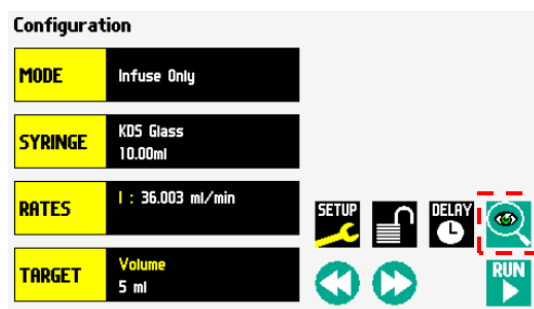 Configuration
MODE
Infuse Only
SYRINGE
KDS Glass
10.00ml
RATES
I : 36.003 ml/min
SETUP
DELAY
TARGET
Volume
5 ml
RUN